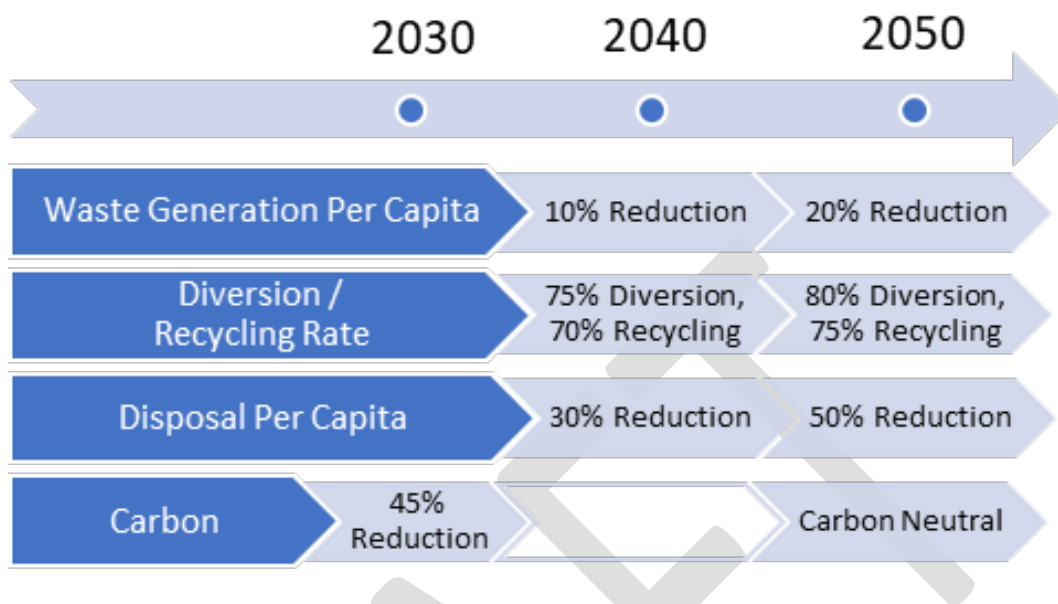 2030 2040 2050
Waste Generation Per Capita 10% Reduction 20% Reduction
Diversion / 75% Diversion, 80% Diversion,
Recycling Rate 70% Recycling 75% Recycling
Disposal Per Capita 30% Reduction 50% Reduction
Carbon
45%
Reduction
Carbon Neutral